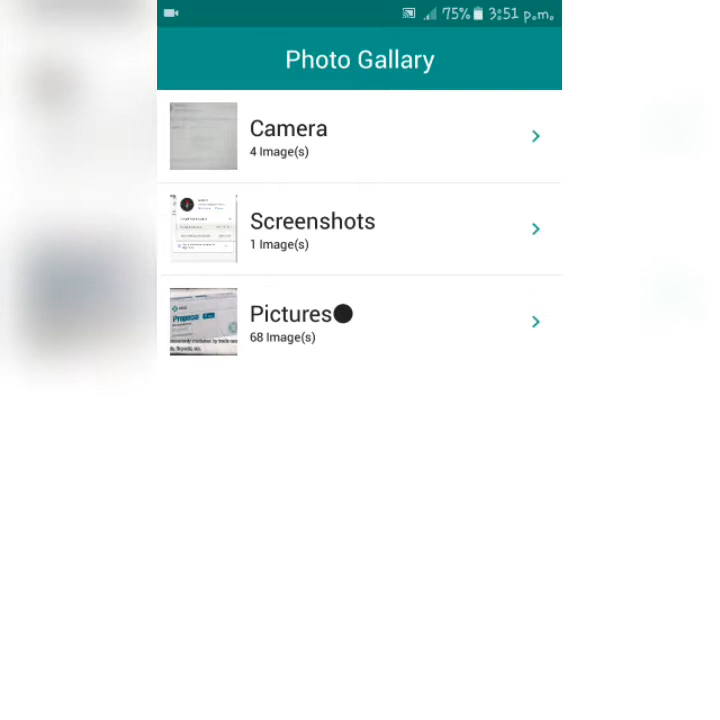 75% 3:51 p.m.
Photo Gallary
Camera
4 Image(s)
Screenshots
1 Image(s)
Pictures
68 Image(s)